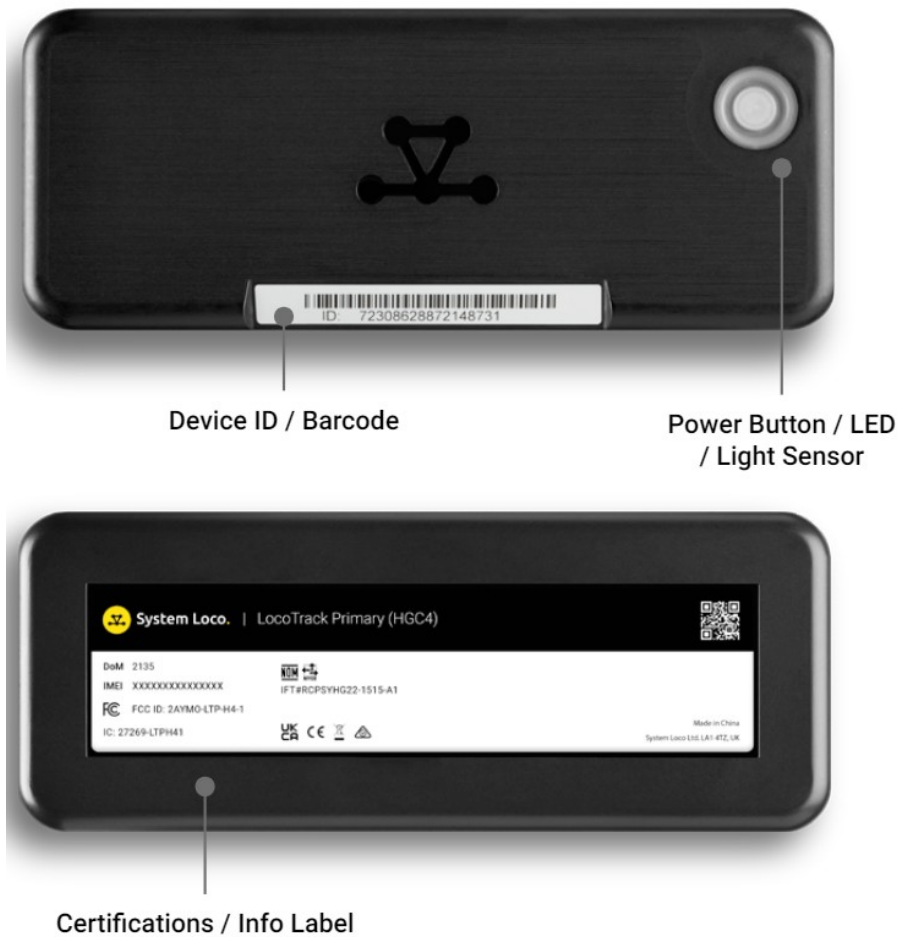 ID: 72308628872148731
Device ID / Barcode
Power Button / LED
/ Light Sensor
System Loco. | LocoTrack Primary (HGC4)
DoM 2135
IMEI XXXXXXXXXXXXXXX
FC FCC ID: 2AYMO-LTP-H4-1
IC: 27269-LTPH41
NOM
IFT#RCPSYHG22-1515-A1
UK
CA CE
Made in China
System Loco Ltd. LA1 4TZ, UK
Certifications / Info Label